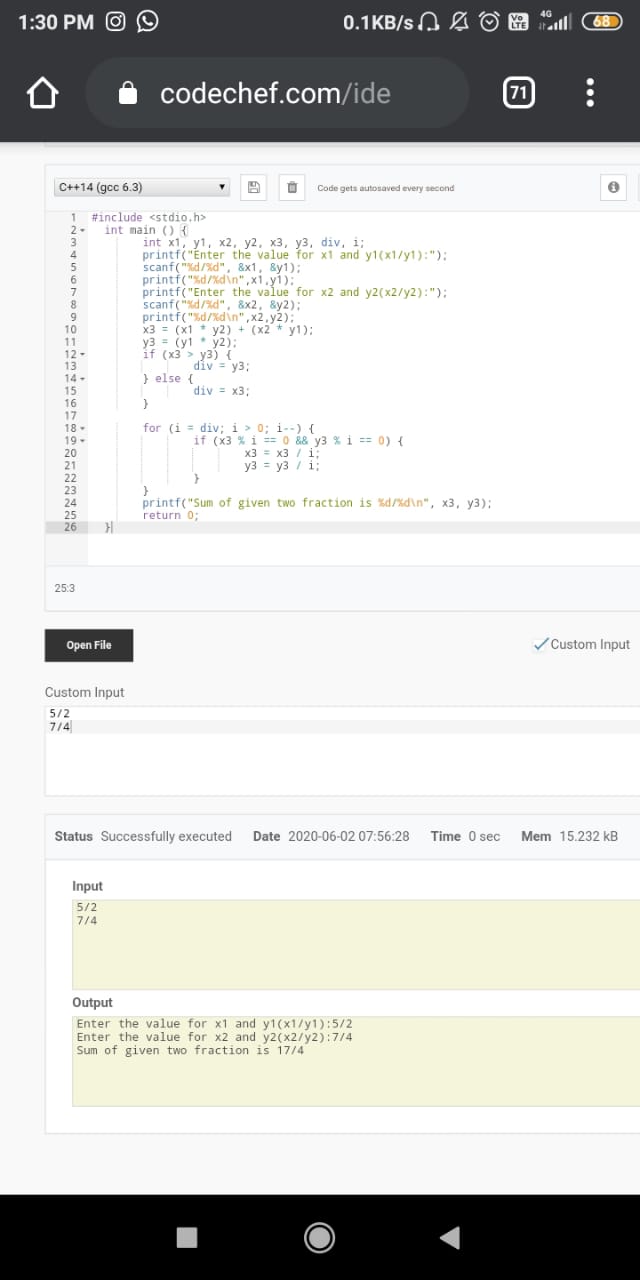 1:30 PM 0.1KB/s Vo LTE 4G 68
codechef.com/ide 71
C++14 (gcc 6.3) Code gets autosaved every second
1 #include <stdio.h>
2 int main () {
3 int x1, y1, x2, y2, x3, y3, div, i;
4 printf("Enter the value for x1 and y1(x1/y1):");
5 scanf("%d/%d", &x1, &y1);
6 printf("%d/%d\n",x1,y1);
7 printf("Enter the value for x2 and y2(x2/y2):");
8 scanf("%d/%d", &x2, &y2);
9 printf("%d/%d\n",x2,y2);
10 x3 = (x1 * y2) + (x2 * y1);
11 y3 = (y1 * y2);
12 if (x3 > y3) {
13 div = y3;
14 } else {
15 div = x3;
16 }
17
18 for (i = div; i > 0; i--) {
19 if (x3 % i == 0 && y3 % i == 0) {
20 x3 = x3 / i;
21 y3 = y3 / i;
22 }
23 }
24 printf("Sum of given two fraction is %d/%d\n", x3, y3);
25 return 0;
26 }
25:3
Open File Custom Input
Custom Input
5/2
7/4
Status Successfully executed Date 2020-06-02 07:56:28 Time 0 sec Mem 15.232 kB
Input
5/2
7/4
Output
Enter the value for x1 and y1(x1/y1):5/2
Enter the value for x2 and y2(x2/y2):7/4
Sum of given two fraction is 17/4